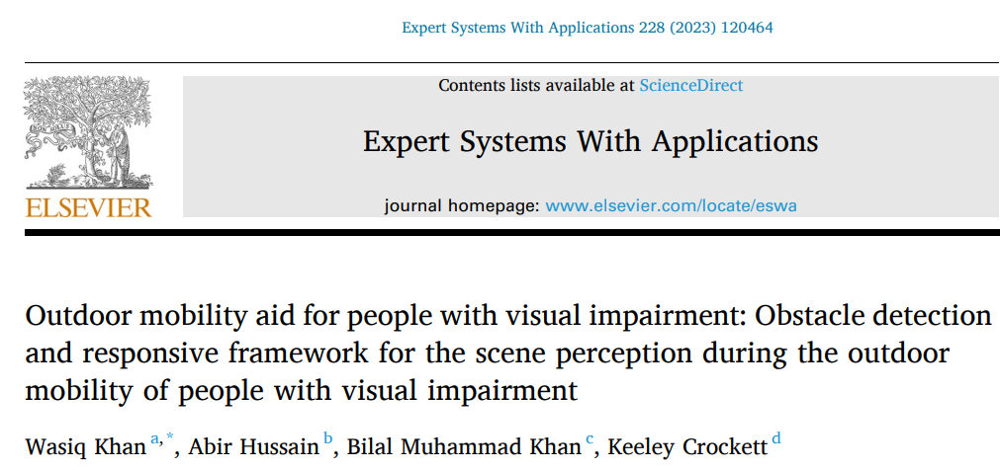 Expert Systems With Applications 228 (2023) 120464
Contents lists available at ScienceDirect
Expert Systems With Applications
journal homepage: www.elsevier.com/locate/eswa
ELSEVIER
Outdoor mobility aid for people with visual impairment: Obstacle detection
and responsive framework for the scene perception during the outdoor
mobility of people with visual impairment
Wasiq Khan a,*, Abir Hussain b, Bilal Muhammad Khan c, Keeley Crockett d